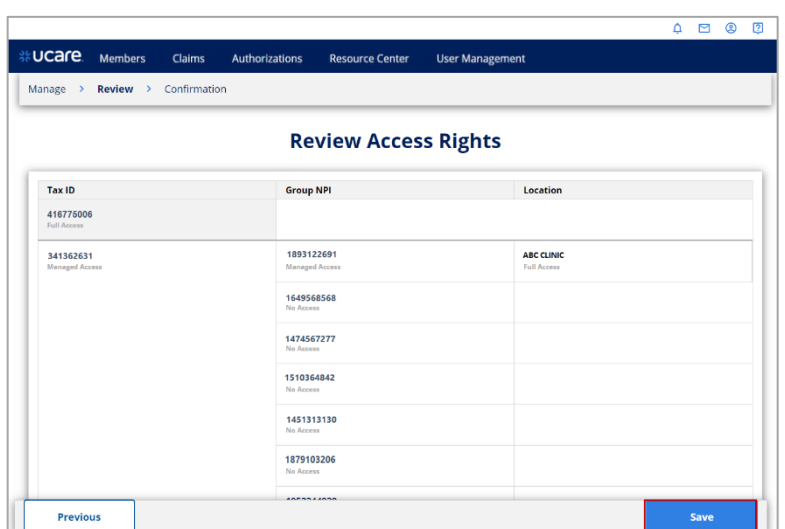 ucare Members Claims Authorizations Resource Center User Management
Manage > Review > Confirmation
Review Access Rights
Tax ID Group NPI Location
416775006
Full Access
341362631 1893122691 ABC CLINIC
Managed Access Managed Access Full Access
1649568568
No Access
1474567277
No Access
1510364842
No Access
1451313130
No Access
1879103206
No Access
Previous Save